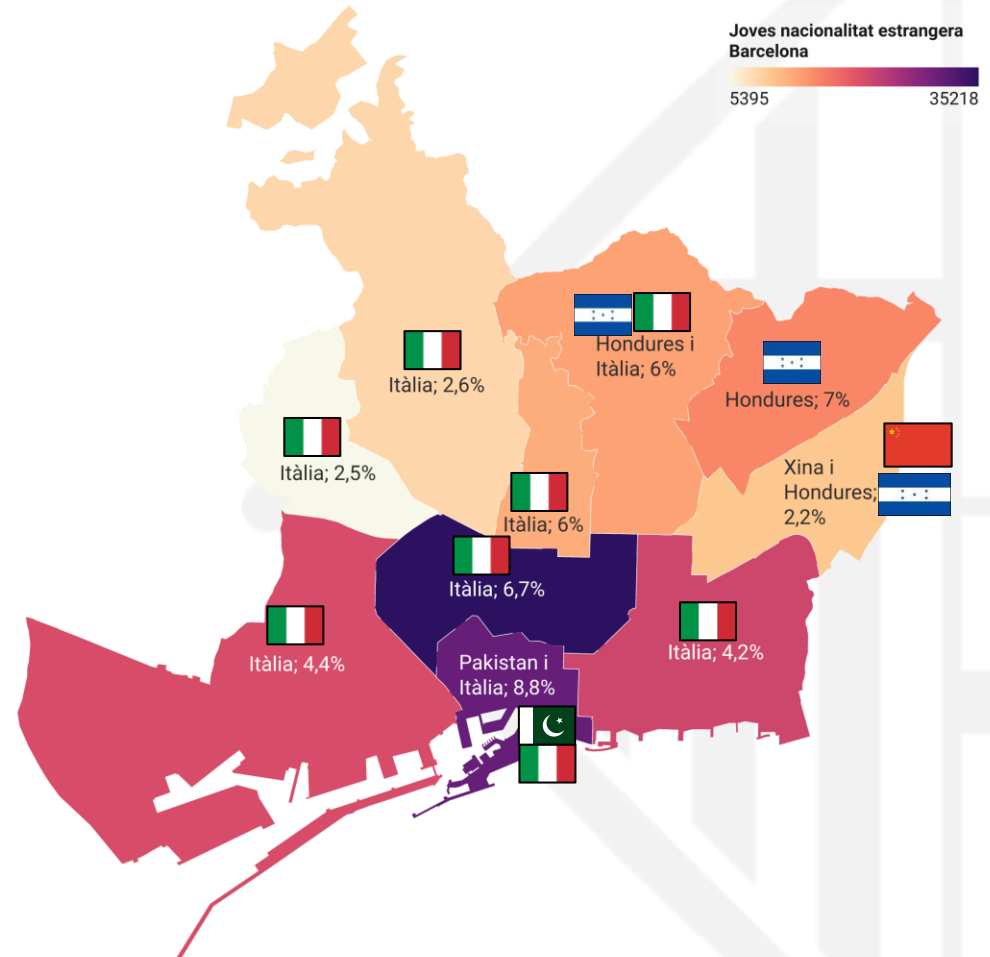 Joves nacionalitat estrangera
Barcelona
5395
35218
Hondures i
Itàlia; 6%
Itàlia; 2,6%
Hondures; 7%
Itàlia; 2,5%
Xina i
Hondures;
2,2%
Itàlia; 6%
Itàlia; 6,7%
Itàlia; 4,4%
Itàlia; 4,2%
Pakistan i
Itàlia; 8,8%